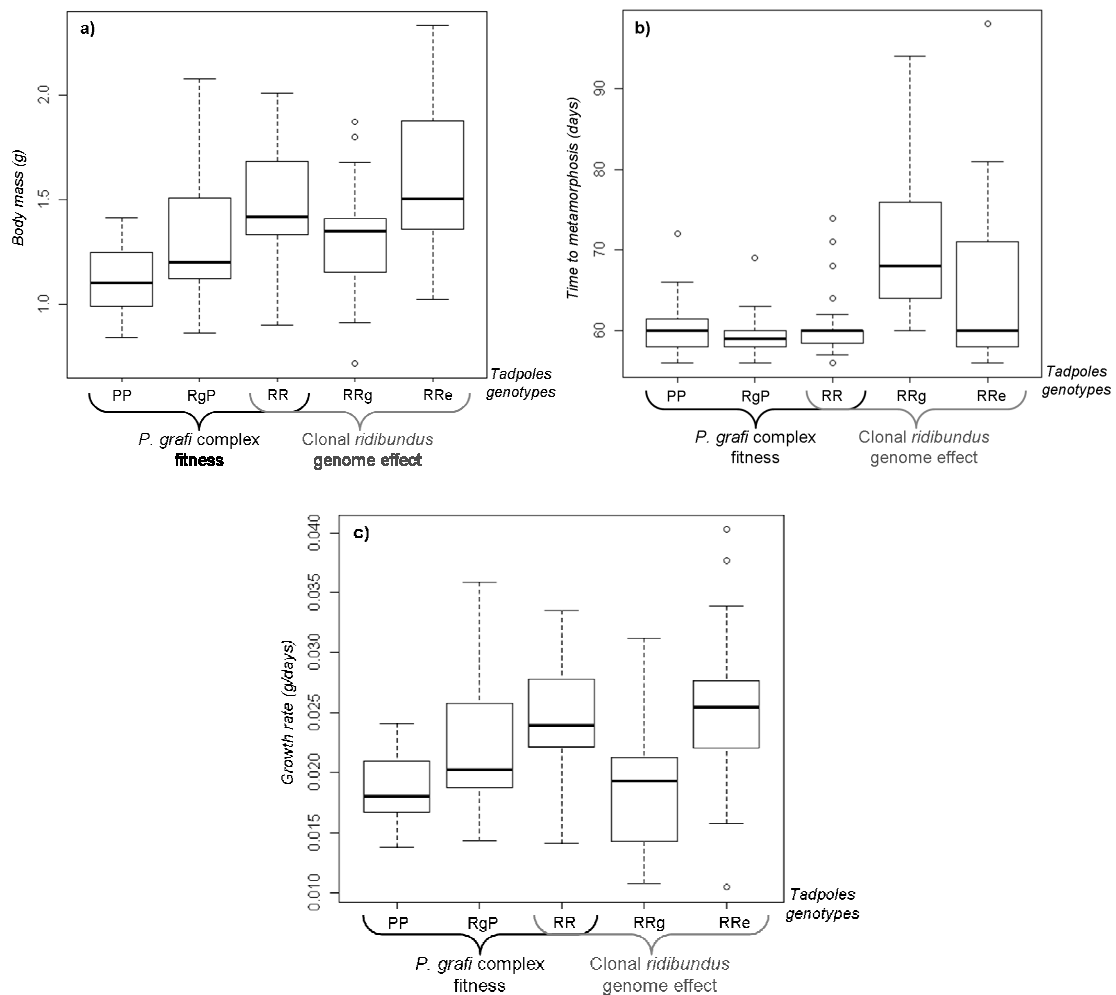 a)
Body mass (g)
2.0
1.5
1.0
PP RgP RR RRg RRe
Tadpoles
genotypes
P. grafi complex
fitness
Clonal ridibundus
genome effect
b)
Time to metamorphosis (days)
90
80
70
60
PP RgP RR RRg RRe
Tadpoles
genotypes
P. grafi complex
fitness
Clonal ridibundus
genome effect
c)
Growth rate (g/days)
0.040
0.035
0.030
0.025
0.020
0.015
0.010
PP RgP RR RRg RRe
Tadpoles
genotypes
P. grafi complex
fitness
Clonal ridibundus
genome effect